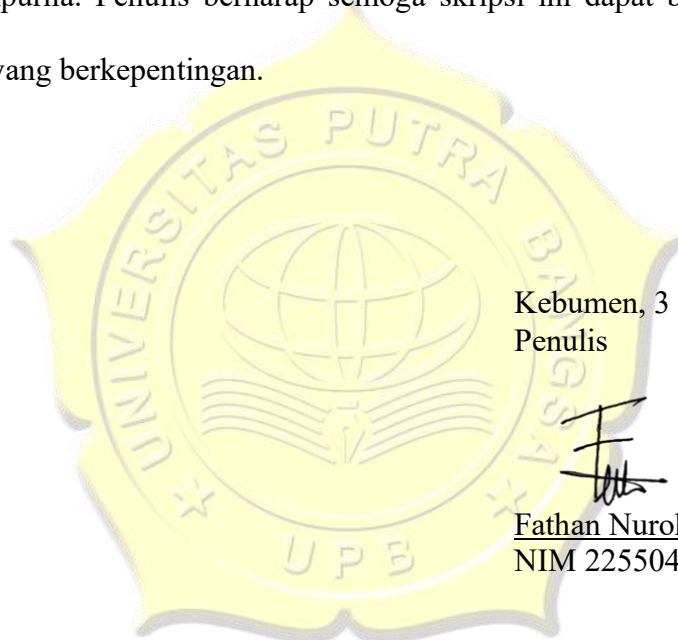 purna. Penulis berharap semoga skripsi ini dapat b
yang berkepentingan.
UNIVERSITAS PUTRA BANGSA
Kebumen, 3
Penulis
Fathan Nurol
NIM 225504
UPB